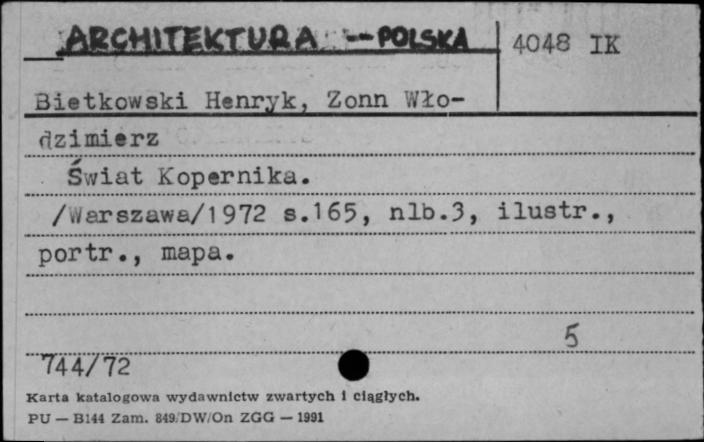 ARCHITEKTURA -- POLSKA
4048 IK
Bietkowski Henryk, Zonn Wło-
dzimierz
Świat Kopernika.
/Warszawa/1972 s.165, nlb.3, ilustr.,
portr., mapa.
5
744/72
Karta katalogowa wydawnictw zwartych i ciągłych.
PU — B144 Zam. 849/DW/On ZGG — 1991